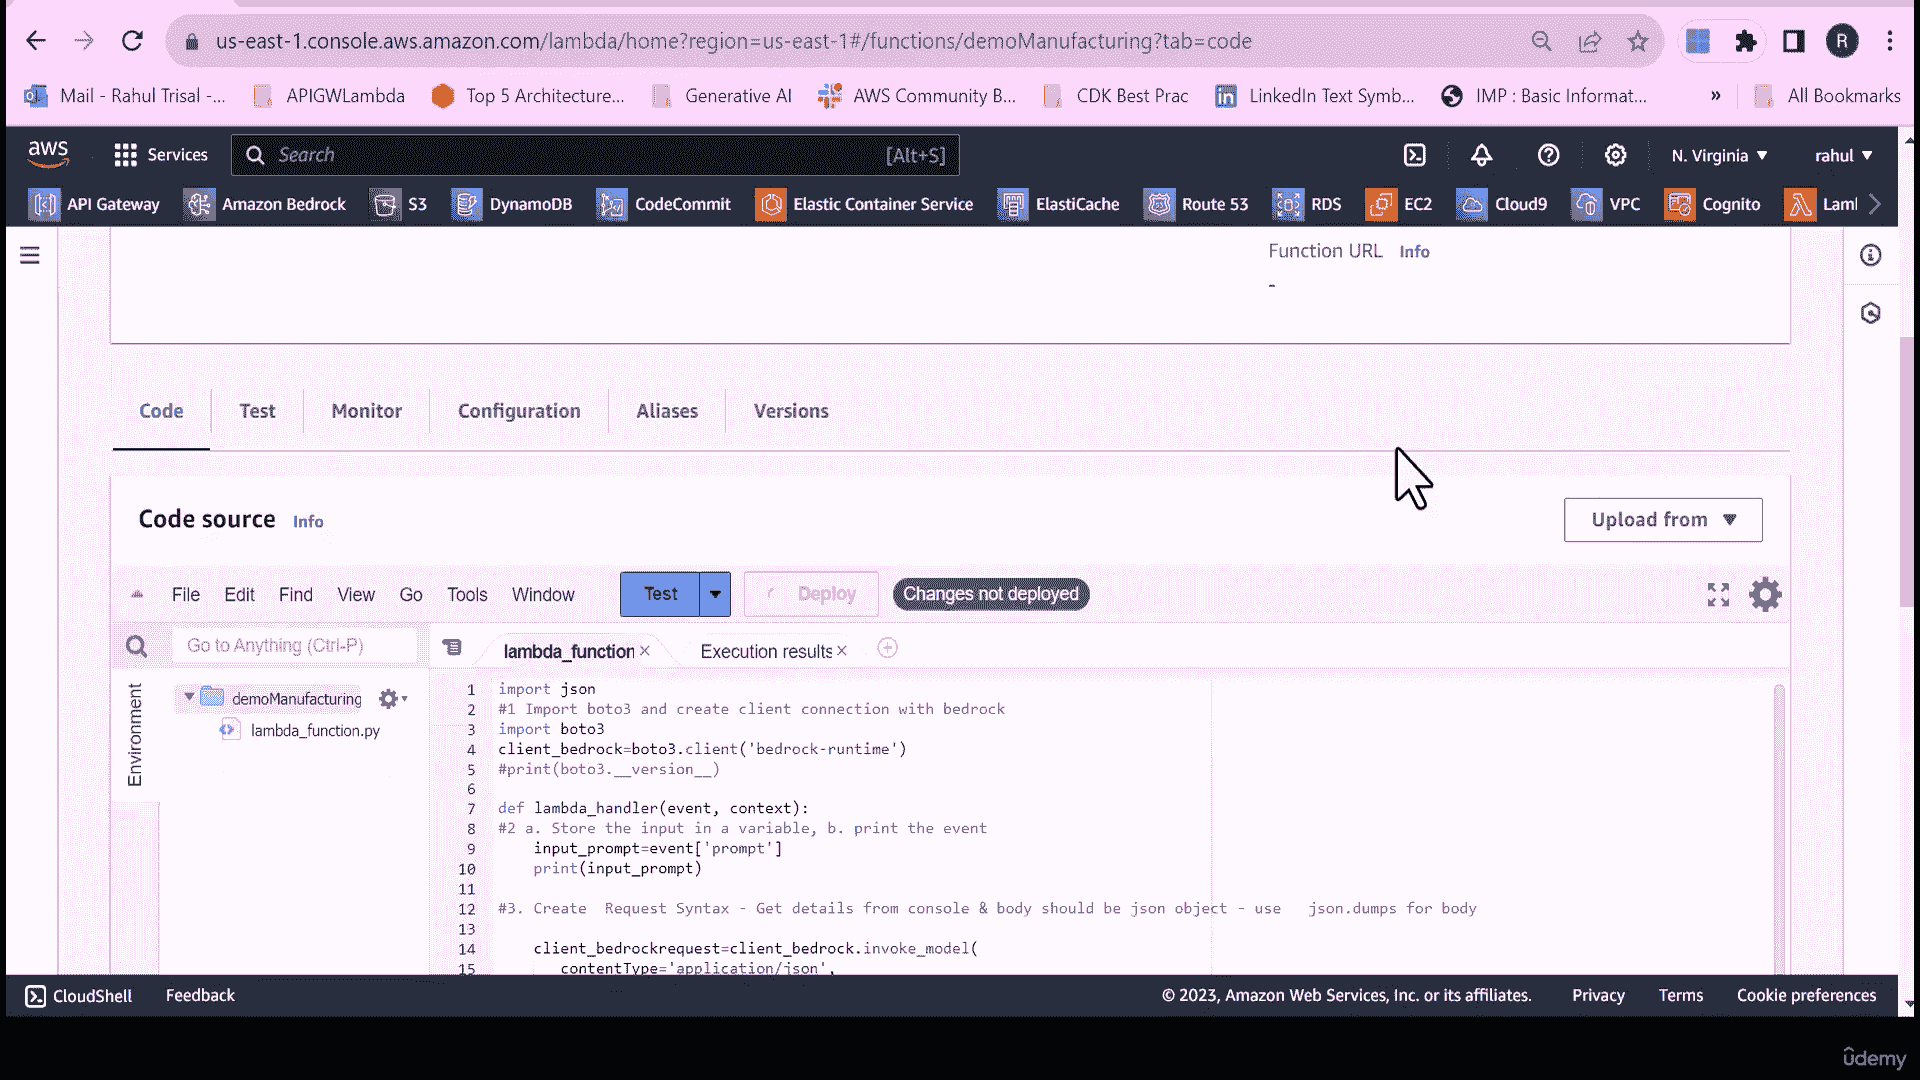 us-east-1.console.aws.amazon.com/lambda/home?region=us-east-1#/functions/demoManufacturing?tab=code
R
Mail - Rahul Trisal -... APIGWLambda Top 5 Architecture... Generative AI AWS Community B... CDK Best Prac LinkedIn Text Symb... IMP : Basic Informat... » All Bookmarks
aws Services Search [Alt+S] N. Virginia rahul
API Gateway Amazon Bedrock S3 DynamoDB CodeCommit Elastic Container Service ElastiCache Route 53 RDS EC2 Cloud9 VPC Cognito Laml
Function URL Info
-
Code Test Monitor Configuration Aliases Versions
Code source Info Upload from
File Edit Find View Go Tools Window Test Deploy Changes not deployed
Go to Anything (Ctrl-P) lambda_function × Execution results ×
Environment
demoManufacturing
lambda_function.py
1 import json
2 #1 Import boto3 and create client connection with bedrock
3 import boto3
4 client_bedrock=boto3.client('bedrock-runtime')
5 #print(boto3.__version__)
6
7 def lambda_handler(event, context):
8 #2 a. Store the input in a variable, b. print the event
9 input_prompt=event['prompt']
10 print(input_prompt)
11
12 #3. Create  Request Syntax - Get details from console & body should be json object - use   json.dumps for body
13
14 client_bedrockrequest=client_bedrock.invoke_model(
15 contentType='application/json',
CloudShell Feedback © 2023, Amazon Web Services, Inc. or its affiliates. Privacy Terms Cookie preferences
udemy